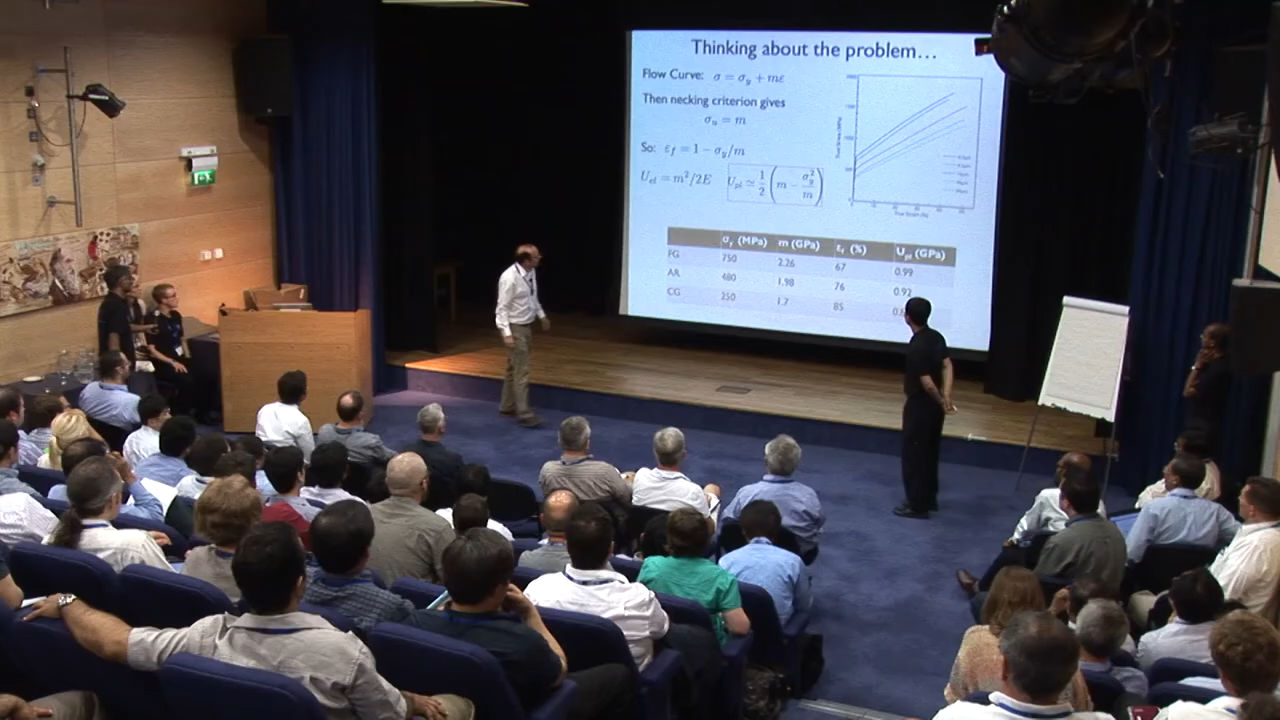 Thinking about the problem…
Flow Curve: σ = σ_y + mε
Then necking criterion gives
σ_u = m
So: ε_f = 1 − σ_y/m
U_el = m²/2E U_pl ≃ 1/2 (m − σ_y²/m)
σ_y (MPa) m (GPa) ε_f (%) U_pl (GPa)
FG 750 2.26 67 0.99
AR 480 1.98 76 0.92
CG 250 1.7 85
True Strain (%)